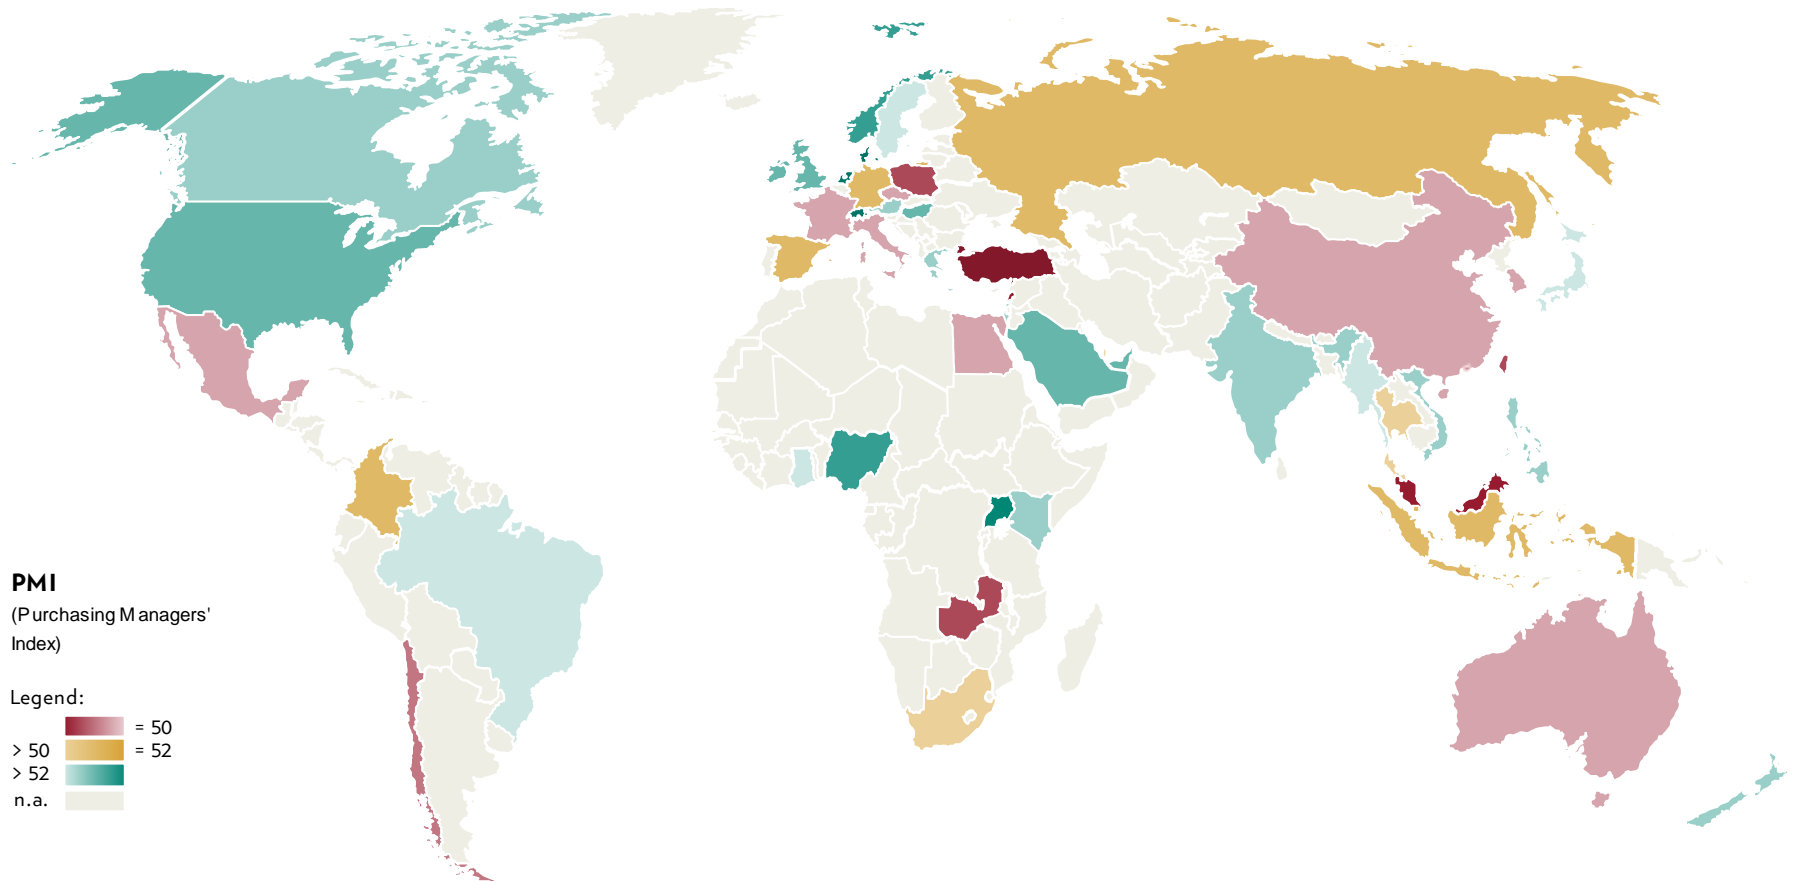 PMI
(Purchasing Managers'
Index)
Legend:
= 50
> 50 = 52
> 52
n.a.